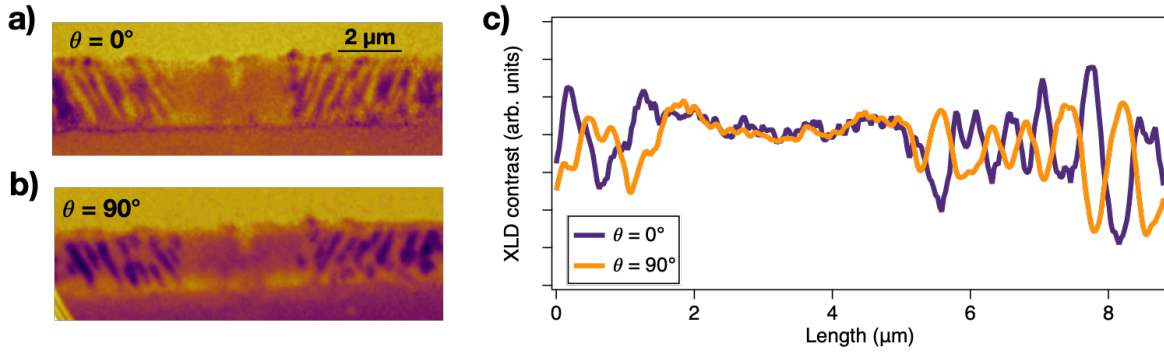 a)
θ = 0°
2 µm
b)
θ = 90°
c)
XLD contrast (arb. units)
θ = 0°
θ = 90°
0
2
4
6
8
Length (µm)